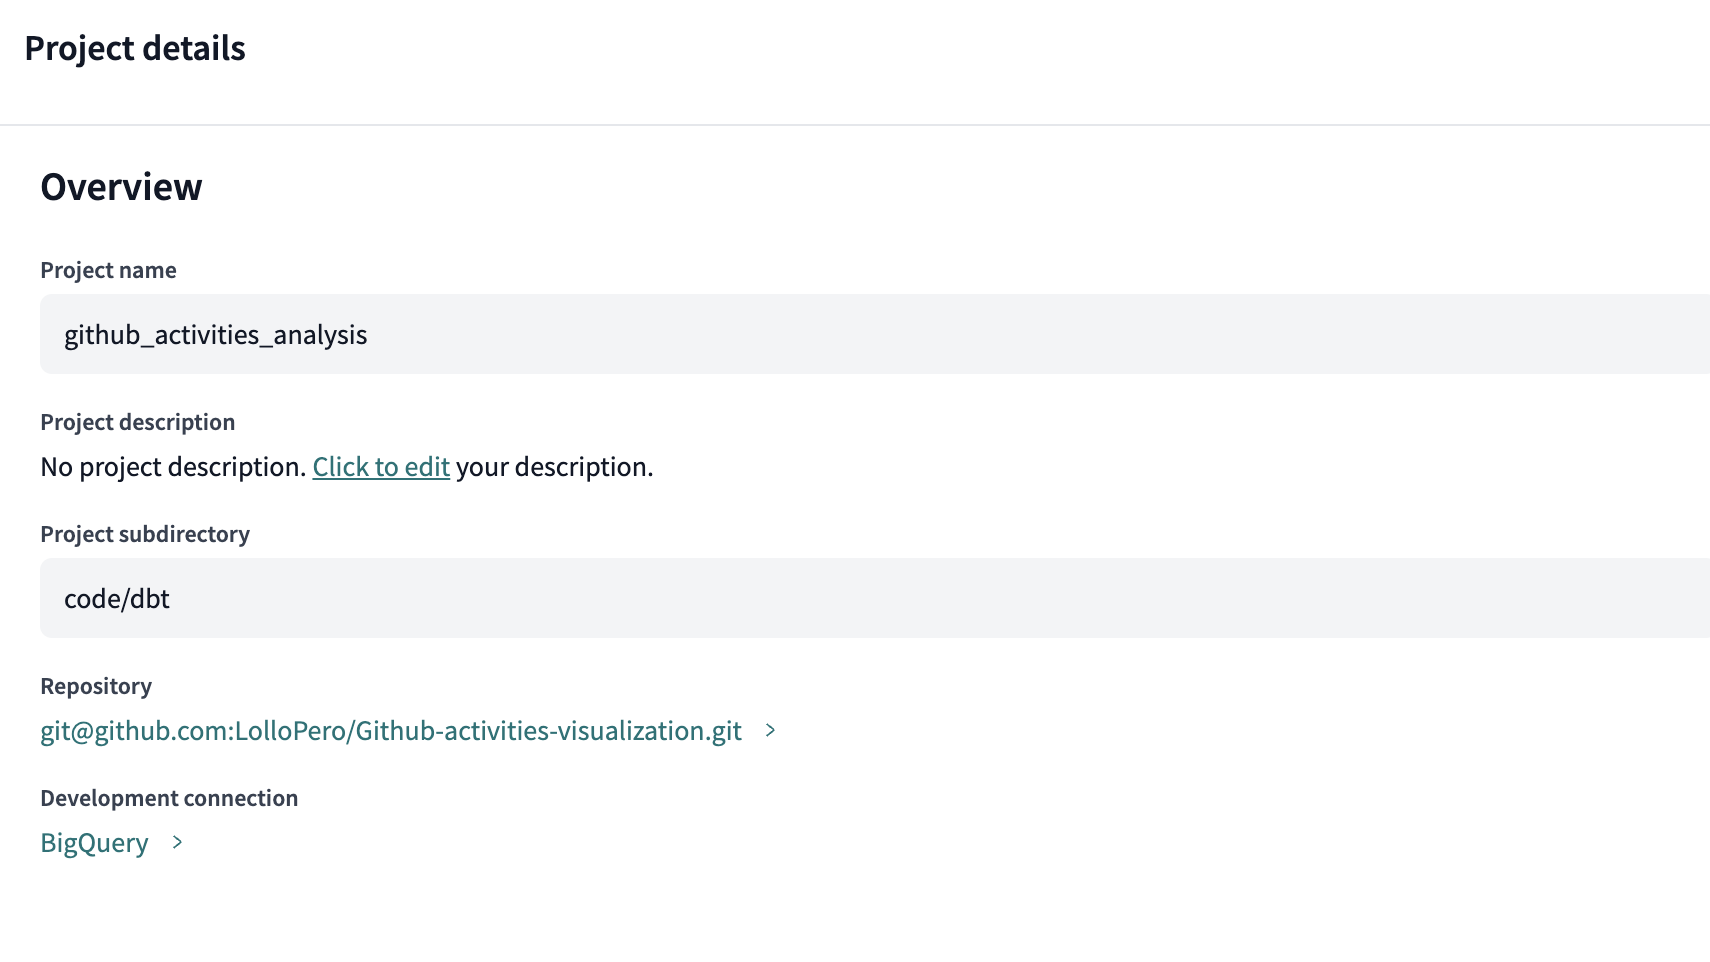 Project details
Overview
Project name
github_activities_analysis
Project description
No project description. Click to edit your description.
Project subdirectory
code/dbt
Repository
git@github.com:LolloPero/Github-activities-visualization.git >
Development connection
BigQuery >